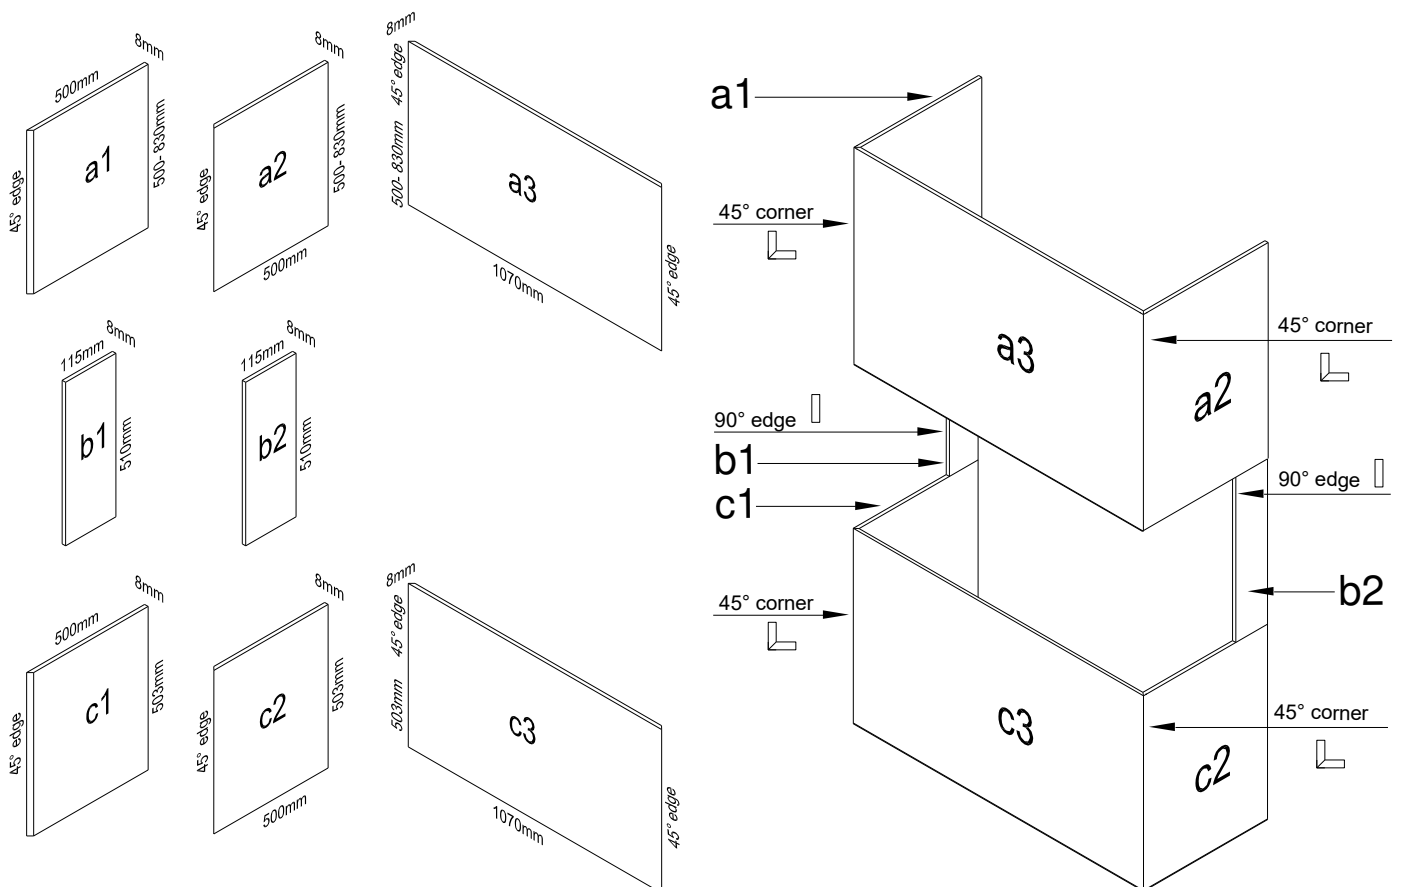 8mm
500mm
a1
45° edge
500- 830mm
8mm
a2
45° edge
500- 830mm
500mm
8mm
45° edge
500- 830mm
a3
1070mm
45° edge
115mm
8mm
b1
510mm
115mm
8mm
b2
510mm
8mm
500mm
c1
45° edge
503mm
8mm
c2
45° edge
503mm
500mm
8mm
45° edge
503mm
c3
1070mm
45° edge
a1
45° corner
a3
45° corner
a2
90° edge
b1
c1
90° edge
b2
45° corner
c3
45° corner
c2